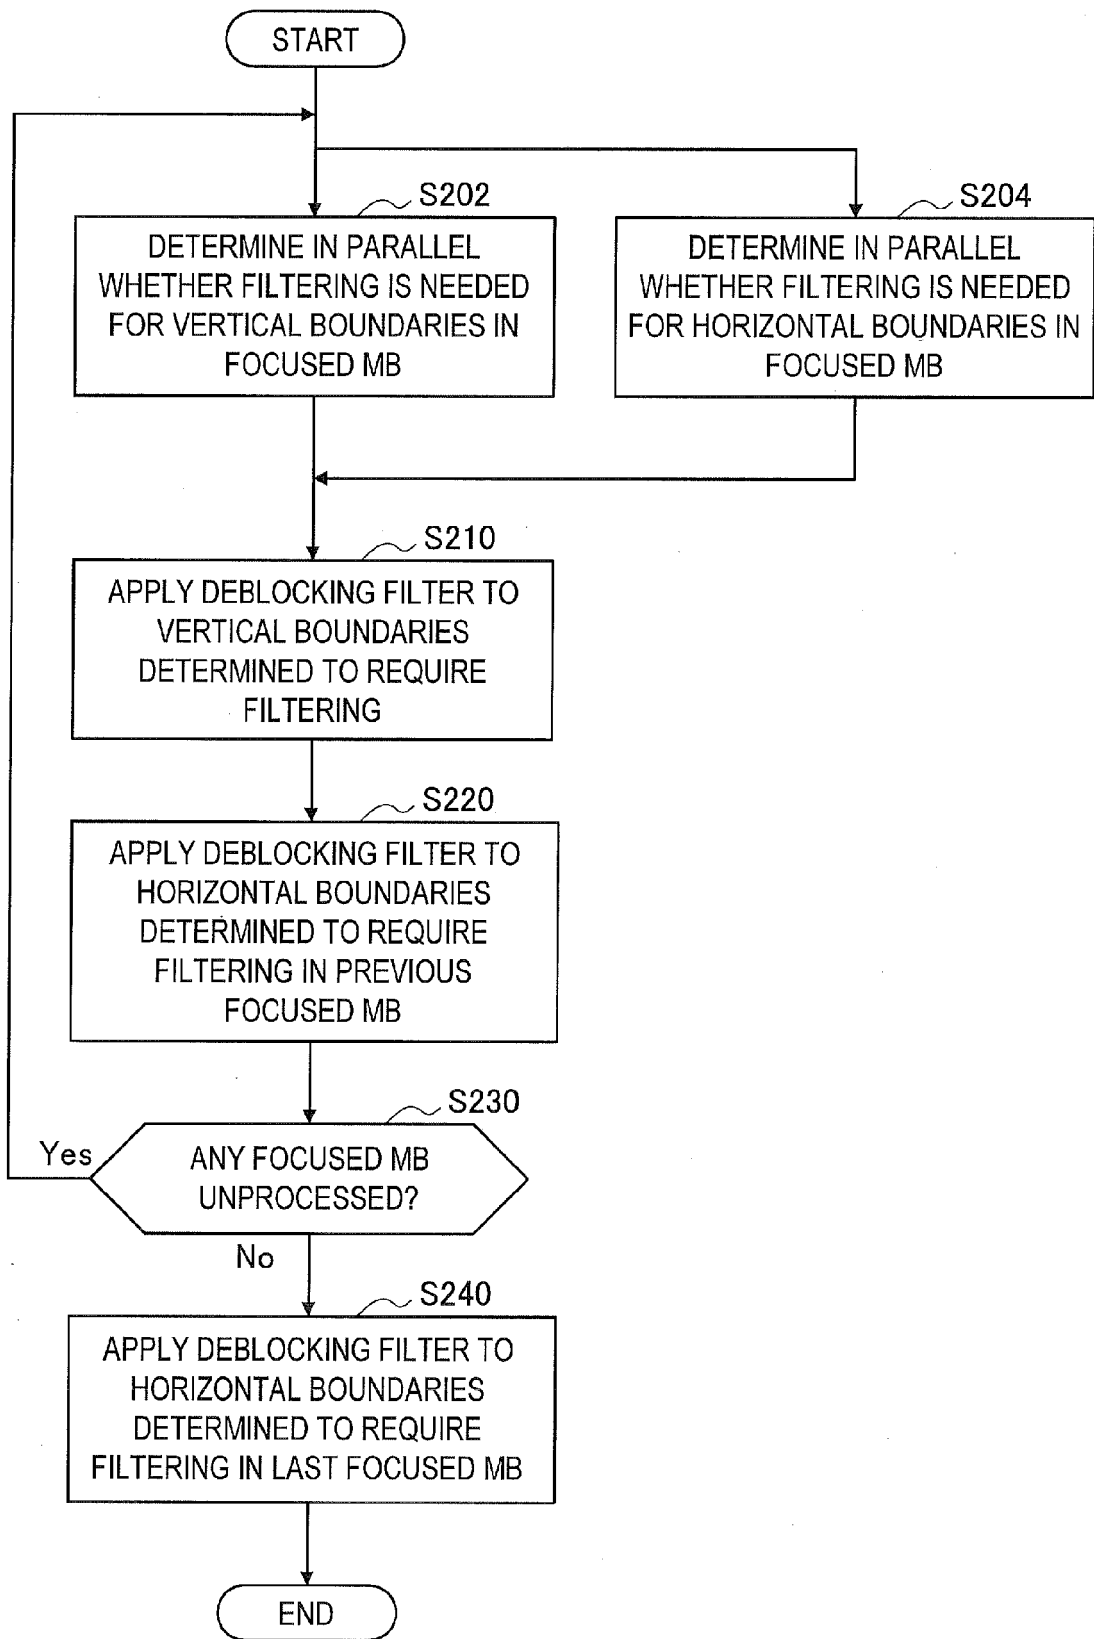 START
S202
DETERMINE IN PARALLEL
WHETHER FILTERING IS NEEDED
FOR VERTICAL BOUNDARIES IN
FOCUSED MB
S204
DETERMINE IN PARALLEL
WHETHER FILTERING IS NEEDED
FOR HORIZONTAL BOUNDARIES IN
FOCUSED MB
S210
APPLY DEBLOCKING FILTER TO
VERTICAL BOUNDARIES
DETERMINED TO REQUIRE
FILTERING
S220
APPLY DEBLOCKING FILTER TO
HORIZONTAL BOUNDARIES
DETERMINED TO REQUIRE
FILTERING IN PREVIOUS
FOCUSED MB
S230
Yes
ANY FOCUSED MB
UNPROCESSED?
No
S240
APPLY DEBLOCKING FILTER TO
HORIZONTAL BOUNDARIES
DETERMINED TO REQUIRE
FILTERING IN LAST FOCUSED MB
END